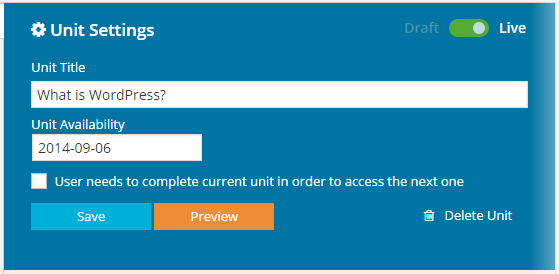 Unit Settings
Draft Live
Unit Title
What is WordPress?
Unit Availability
2014-09-06
User needs to complete current unit in order to access the next one
Save Preview Delete Unit